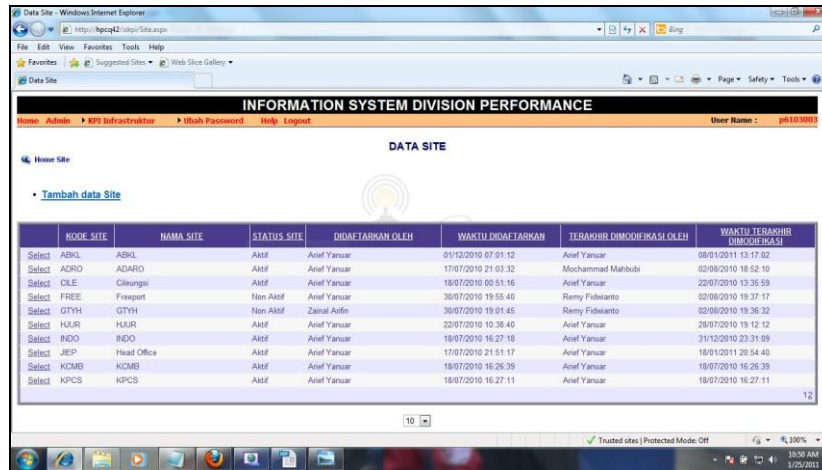 Data Site - Windows Internet Explorer
http://hpcq42/iskpi/Site.aspx
Bing
File Edit View Favorites Tools Help
Favorites Suggested Sites Web Slice Gallery
Data Site Page Safety Tools
INFORMATION SYSTEM DIVISION PERFORMANCE
Home Admin KPI Infrastruktur Ubah Password Help Logout User Name : p6103003
DATA SITE
Home Site
Tambah data Site
KODE SITE NAMA SITE STATUS SITE DIDAFTARKAN OLEH WAKTU DIDAFTARKAN TERAKHIR DIMODIFIKASI OLEH WAKTU TERAKHIR DIMODIFIKASI
Select ABKL ABKL Aktif Arief Yanuar 01/12/2010 07:01:12 Arief Yanuar 08/01/2011 13:17:02
Select ADRO ADARO Aktif Arief Yanuar 17/07/2010 21:03:32 Mochammad Mahbubi 02/08/2010 18:52:10
Select CILE Cileungsi Aktif Arief Yanuar 18/07/2010 00:51:16 Arief Yanuar 22/07/2010 13:35:59
Select FREE Freeport Non Aktif Arief Yanuar 30/07/2010 19:55:40 Remy Fidwianto 02/08/2010 19:37:17
Select GTYH GTYH Non Aktif Zainal Arifin 30/07/2010 19:01:45 Remy Fidwianto 02/08/2010 19:36:32
Select HJUR HJUR Aktif Arief Yanuar 22/07/2010 10:38:40 Arief Yanuar 28/07/2010 19:12:12
Select INDO INDO Aktif Arief Yanuar 18/07/2010 16:27:18 Arief Yanuar 31/12/2010 23:31:09
Select JIEP Head Office Aktif Arief Yanuar 17/07/2010 21:51:17 Arief Yanuar 18/01/2011 20:54:40
Select KCMB KCMB Aktif Arief Yanuar 18/07/2010 16:26:39 Arief Yanuar 18/07/2010 16:26:39
Select KPCS KPCS Aktif Arief Yanuar 18/07/2010 16:27:11 Arief Yanuar 18/07/2010 16:27:11
12
10
Trusted sites | Protected Mode: Off 100%
10:50 AM
1/25/2011